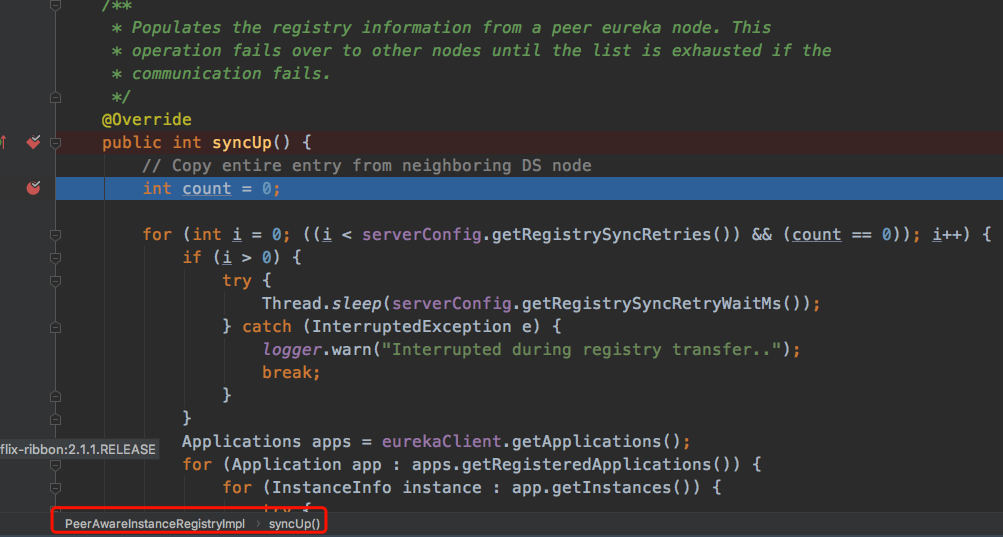 /**
* Populates the registry information from a peer eureka node. This
* operation fails over to other nodes until the list is exhausted if the
* communication fails.
*/
@Override
public int syncUp() {
// Copy entire entry from neighboring DS node
int count = 0;
for (int i = 0; ((i < serverConfig.getRegistrySyncRetries()) && (count == 0)); i++) {
if (i > 0) {
try {
Thread.sleep(serverConfig.getRegistrySyncRetryWaitMs());
} catch (InterruptedException e) {
logger.warn("Interrupted during registry transfer..");
break;
}
}
Applications apps = eurekaClient.getApplications();
flix-ribbon:2.1.1.RELEASE
for (Application app : apps.getRegisteredApplications()) {
for (InstanceInfo instance : app.getInstances()) {
try {
PeerAwareInstanceRegistryImpl › syncUp()